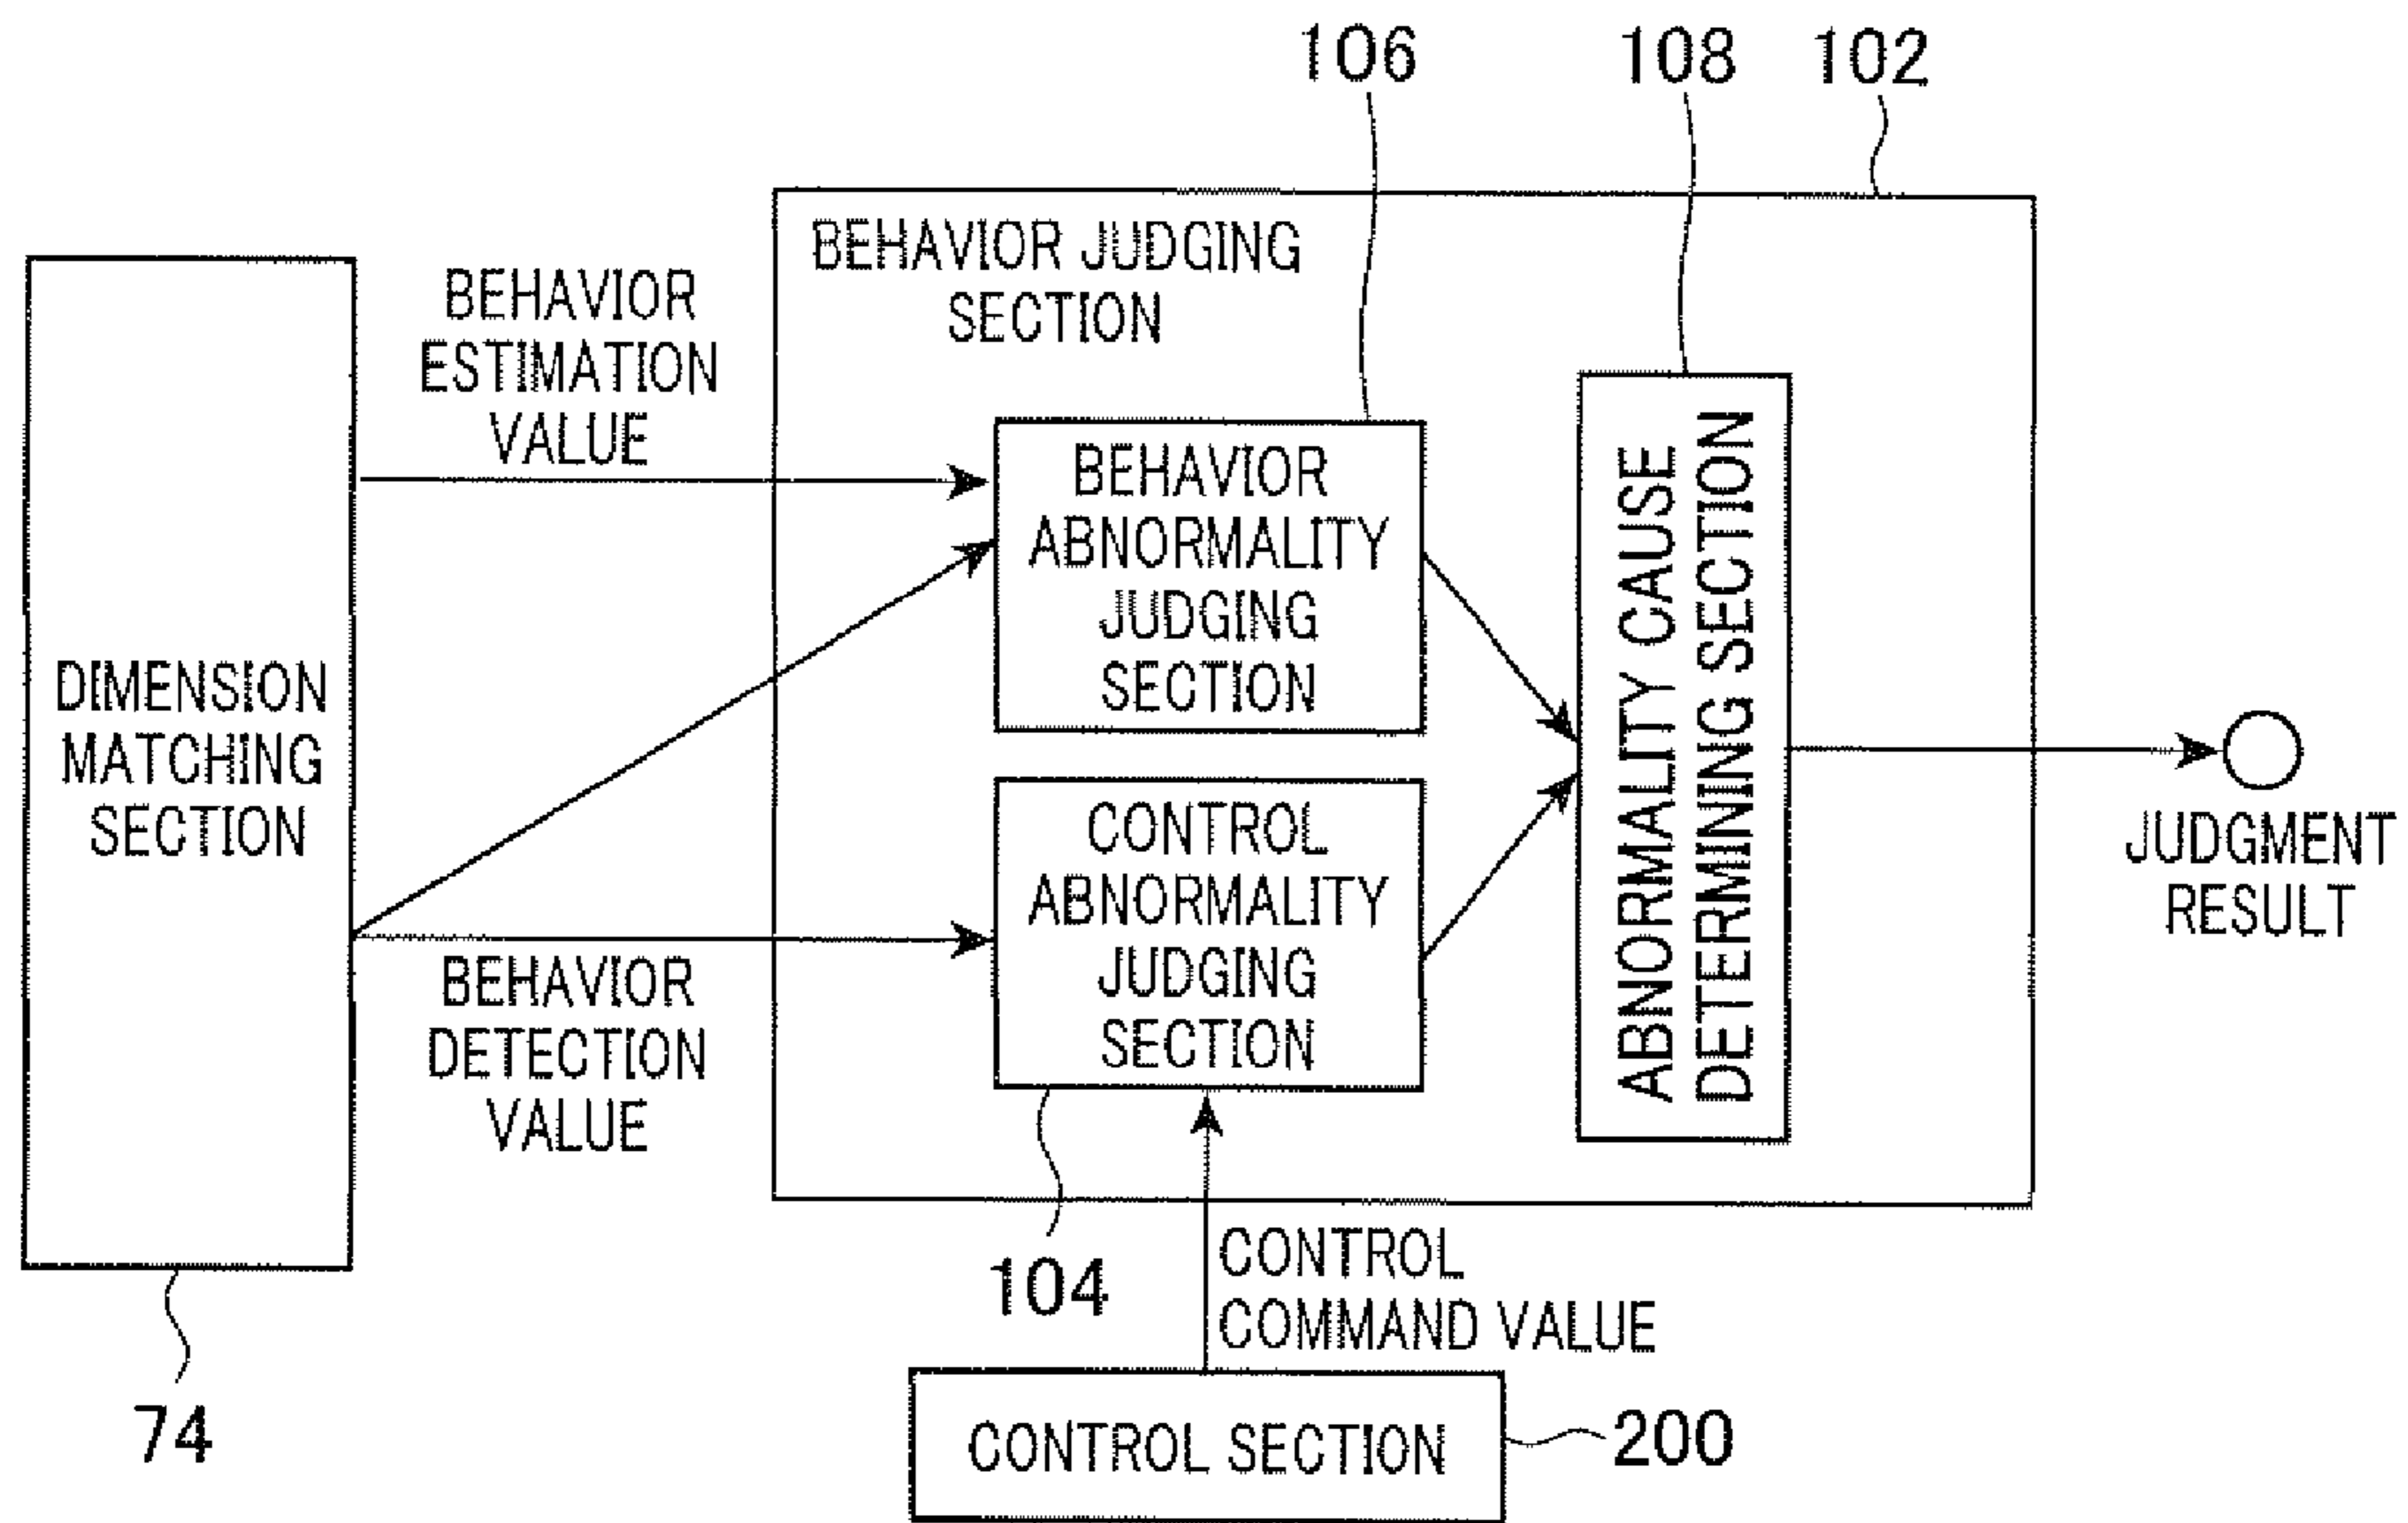 106
108
102
BEHAVIOR JUDGING
SECTION
BEHAVIOR
ESTIMATION
VALUE
BEHAVIOR
ABNORMALITY
JUDGING
SECTION
ABNORMALITY CAUSE
DETERMINING SECTION
DIMENSION
MATCHING
SECTION
CONTROL
ABNORMALITY
JUDGING
SECTION
JUDGMENT
RESULT
BEHAVIOR
DETECTION
VALUE
104
CONTROL
COMMAND VALUE
74
CONTROL SECTION
200